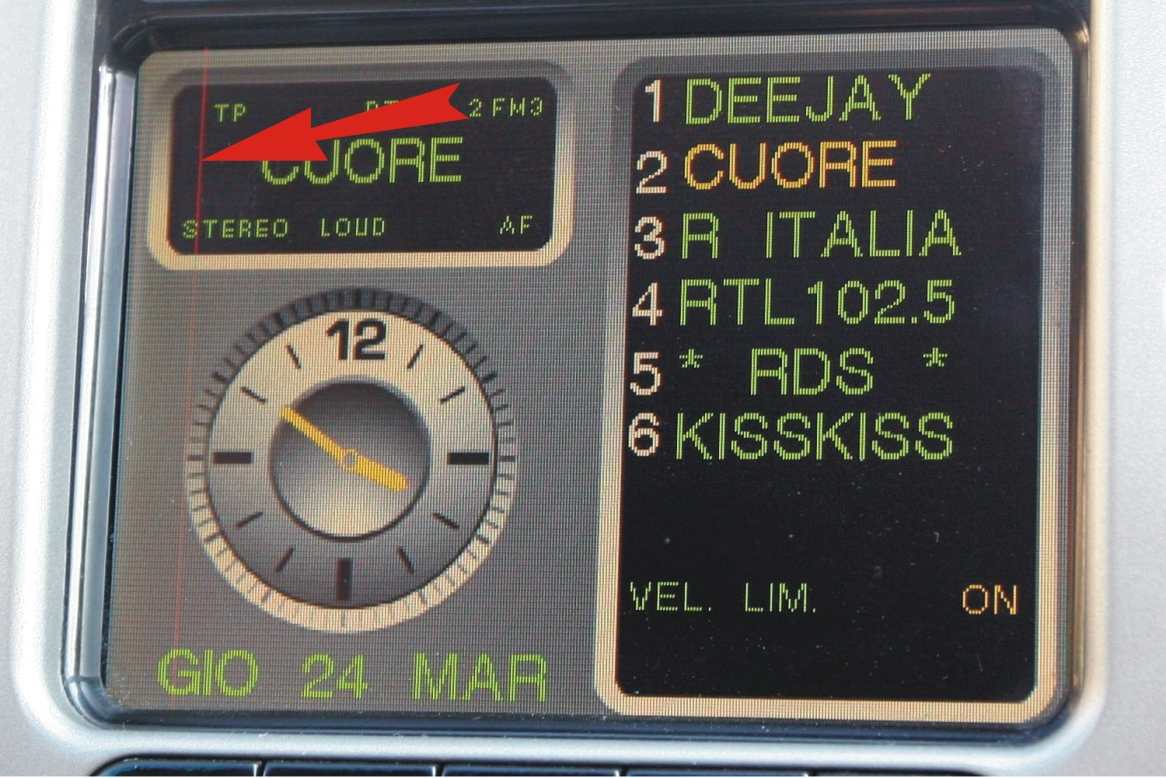 TP 2 FM3
CUORE
STEREO LOUD AF
12
GIO 24 MAR
1 DEEJAY
2 CUORE
3 R ITALIA
4 RTL102.5
5 * RDS *
6 KISSKISS
VEL. LIM. ON